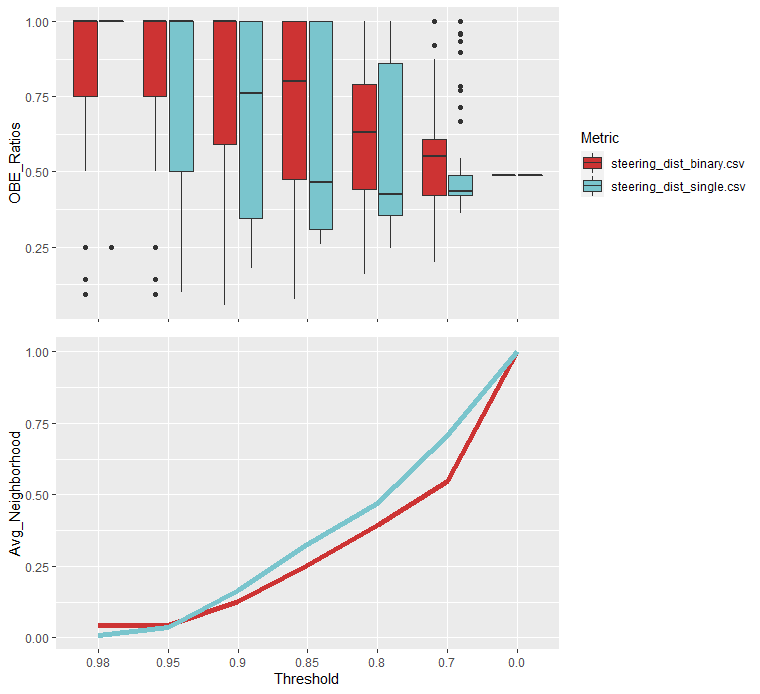 1.00
0.75
0.50
0.25
OBE_Ratios
Metric
steering_dist_binary.csv
steering_dist_single.csv
1.00
0.75
0.50
0.25
0.00
Avg_Neighborhood
0.98 0.95 0.9 0.85 0.8 0.7 0.0
Threshold